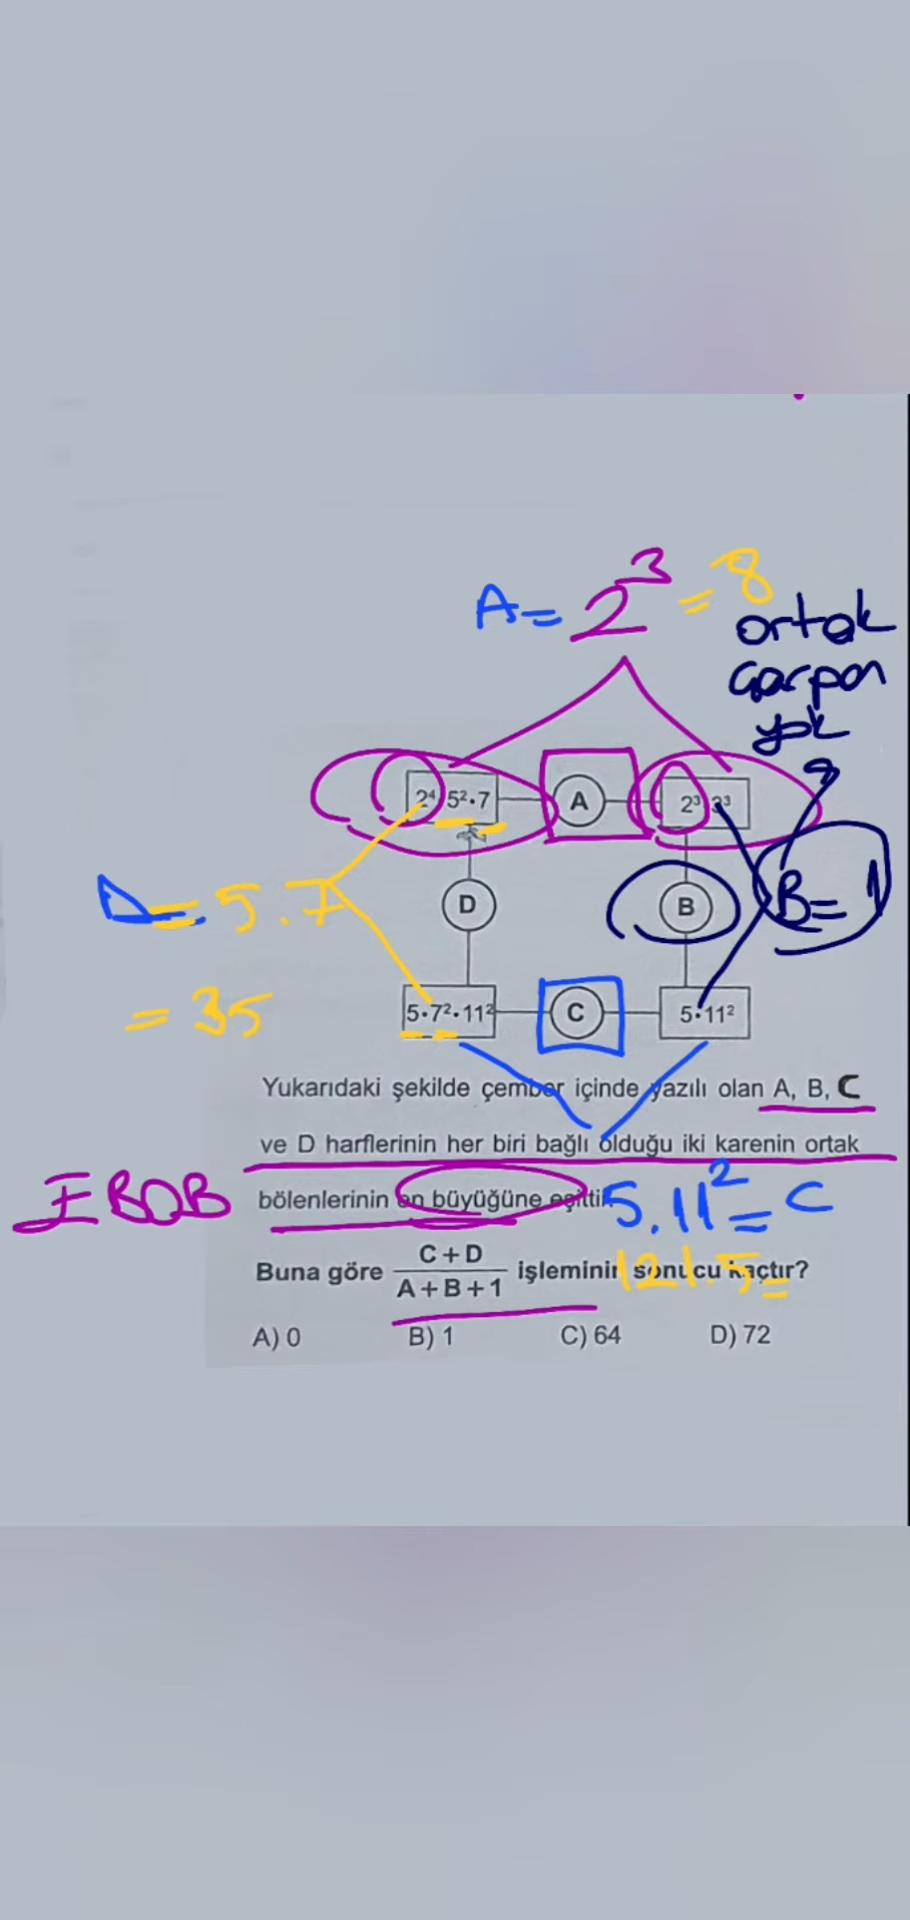 A = 2³ = 8
ortak
çarpan
yok
2⁴ 5²·7
A
2³ 3³
D = 5.7
D
B
B = 1
= 35
5·7²·11²
C
5·11²
Yukarıdaki şekilde çember içinde yazılı olan A, B, C
ve D harflerinin her biri bağlı olduğu iki karenin ortak
EBOB
bölenlerinin en büyüğüne eşittir
5.11² = C
Buna göre C+D / A+B+1 işleminin sonucu kaçtır?
121.5 =
A) 0 B) 1 C) 64 D) 72